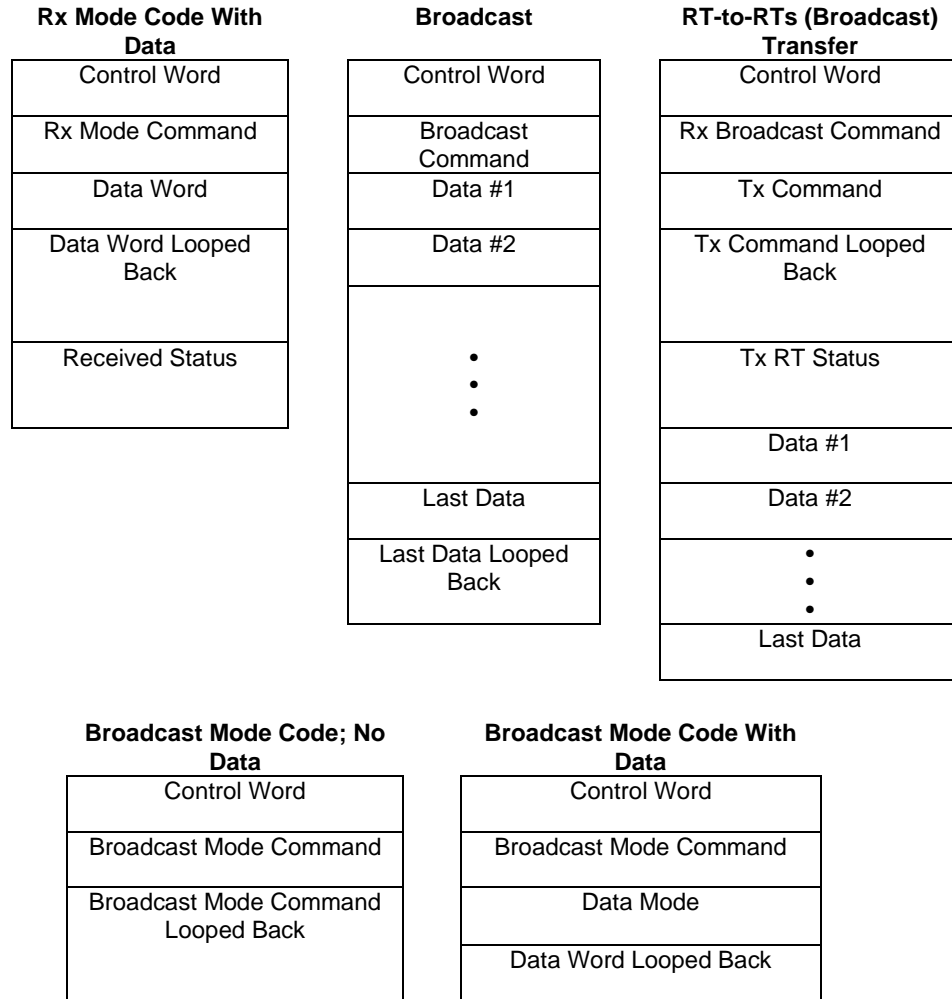 Rx Mode Code With
Data
Control Word
Rx Mode Command
Data Word
Data Word Looped
Back
Received Status
Broadcast
Control Word
Broadcast
Command
Data #1
Data #2
•
•
•
Last Data
Last Data Looped
Back
RT-to-RTs (Broadcast)
Transfer
Control Word
Rx Broadcast Command
Tx Command
Tx Command Looped
Back
Tx RT Status
Data #1
Data #2
•
•
•
Last Data
Broadcast Mode Code; No
Data
Control Word
Broadcast Mode Command
Broadcast Mode Command
Looped Back
Broadcast Mode Code With
Data
Control Word
Broadcast Mode Command
Data Mode
Data Word Looped Back